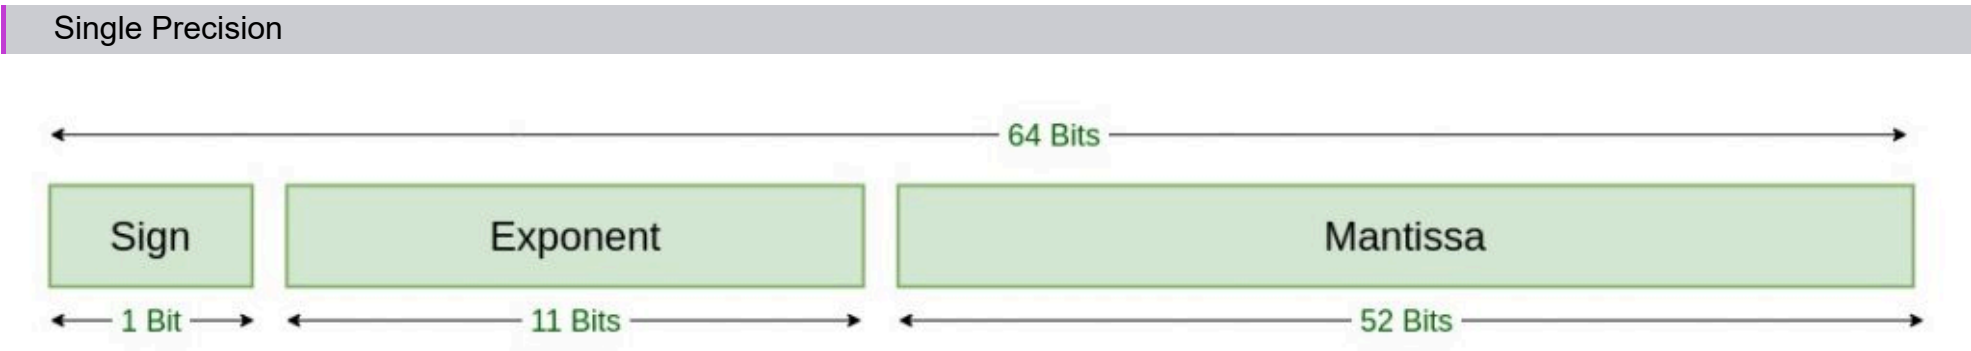 Single Precision
64 Bits
Sign Exponent Mantissa
1 Bit 11 Bits 52 Bits